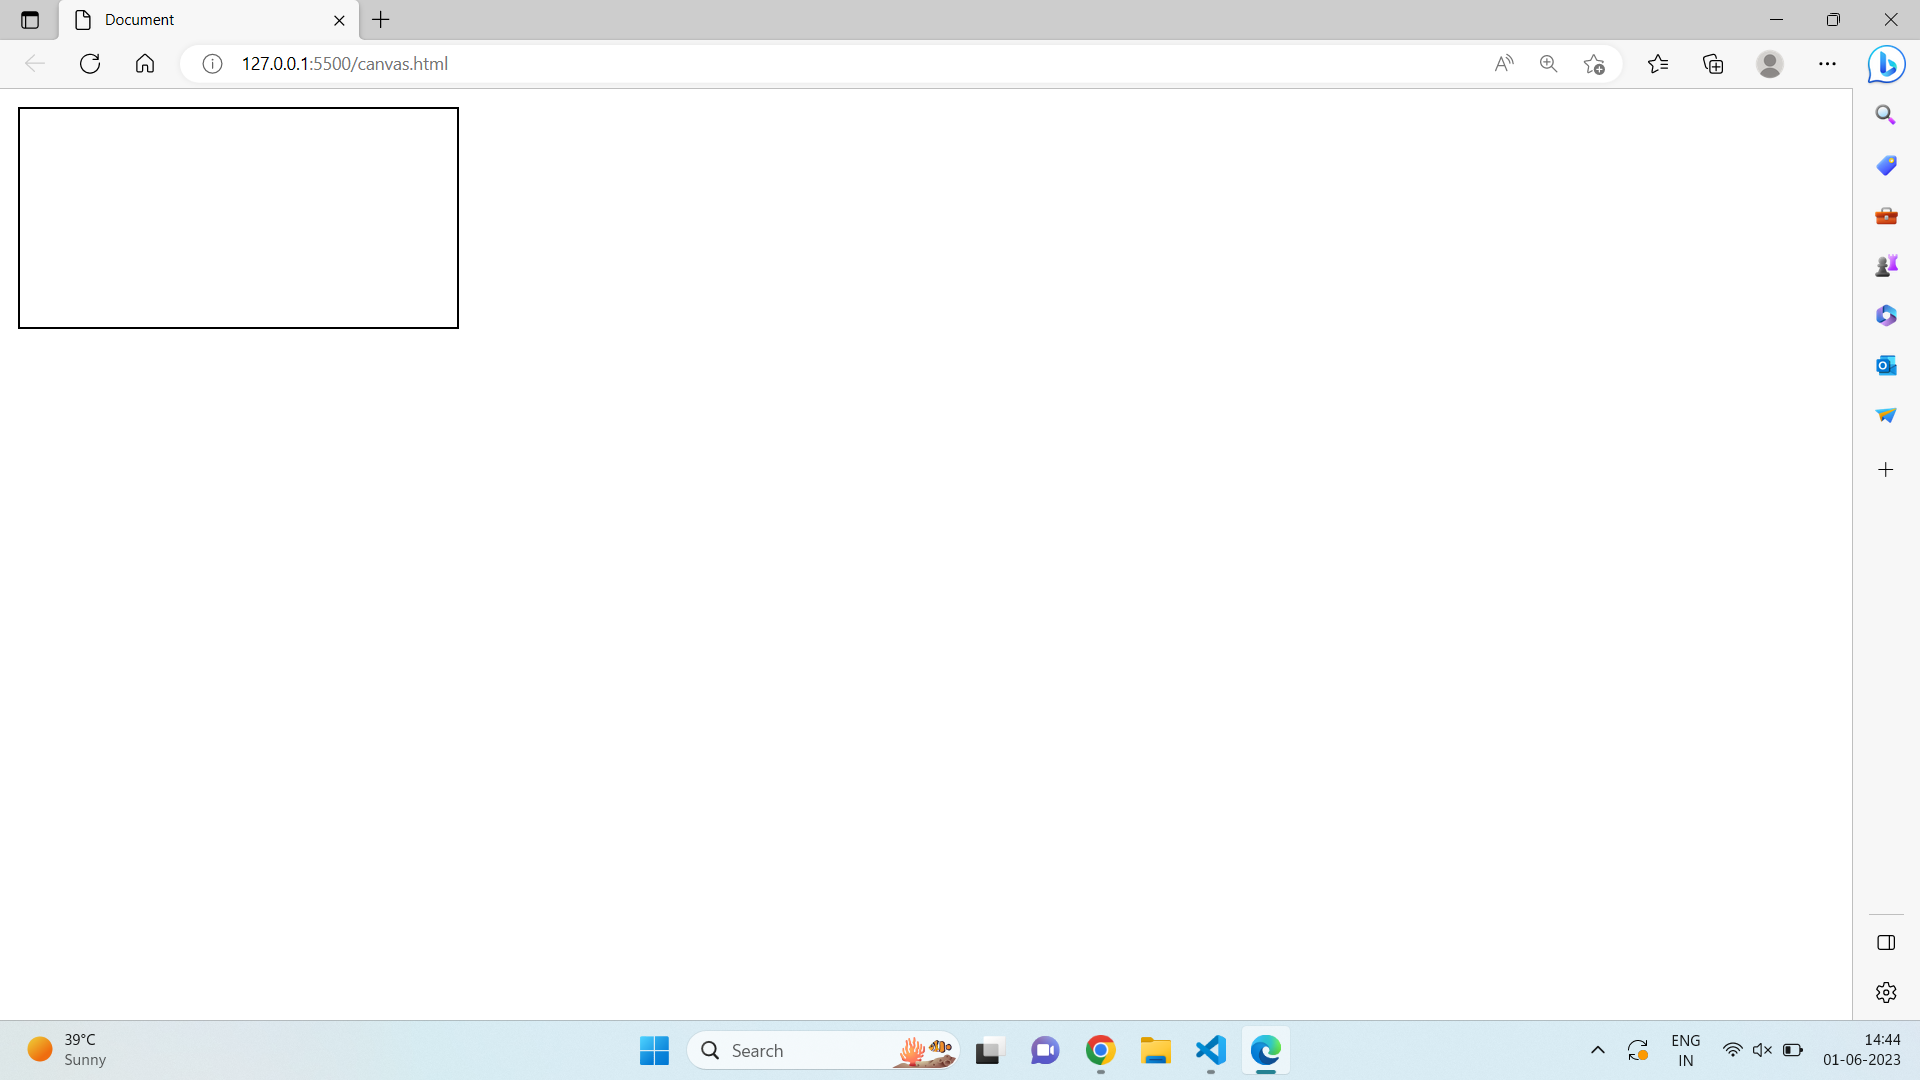 Document
127.0.0.1:5500/canvas.html
39°C
Sunny
Search
ENG
IN
14:44
01-06-2023